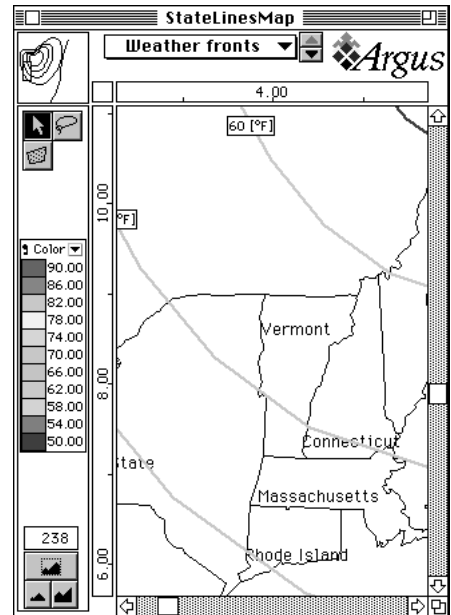 StateLinesMap
Weather fronts
Argus
4.00
60 [°F]
10.00
°F]
Color
90.00
86.00
82.00
78.00
74.00
70.00
66.00
62.00
58.00
54.00
50.00
Vermont
8.00
Connecticut
State
Massachusetts
238
Rhode Island
6.00